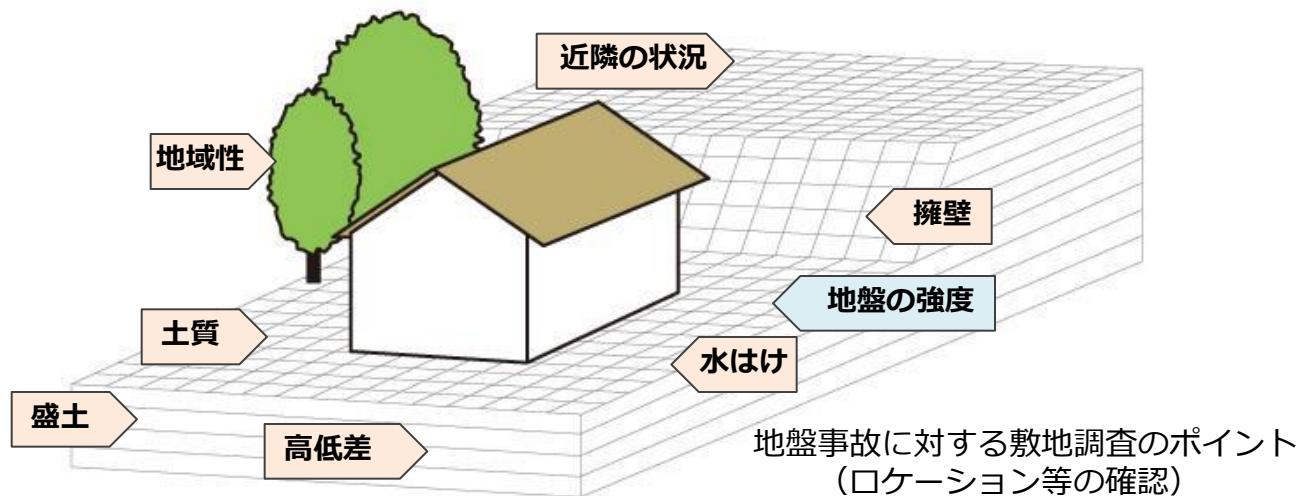 近隣の状況
地域性
擁壁
地盤の強度
土質
水はけ
盛土
高低差
地盤事故に対する敷地調査のポイント
（ロケーション等の確認）